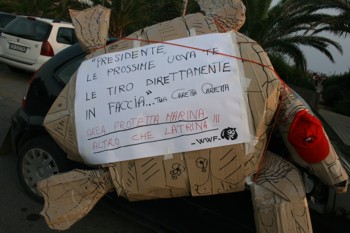 "PRESIDENTE,
LE PROSSIME UOVA TE
LE TIRO DIRETTAMENTE
IN FACCIA..." TUA CARETTA CARETTA
AREA PROTETTA MARINA
ALTRO CHE LATRINA!!!
-WWF-